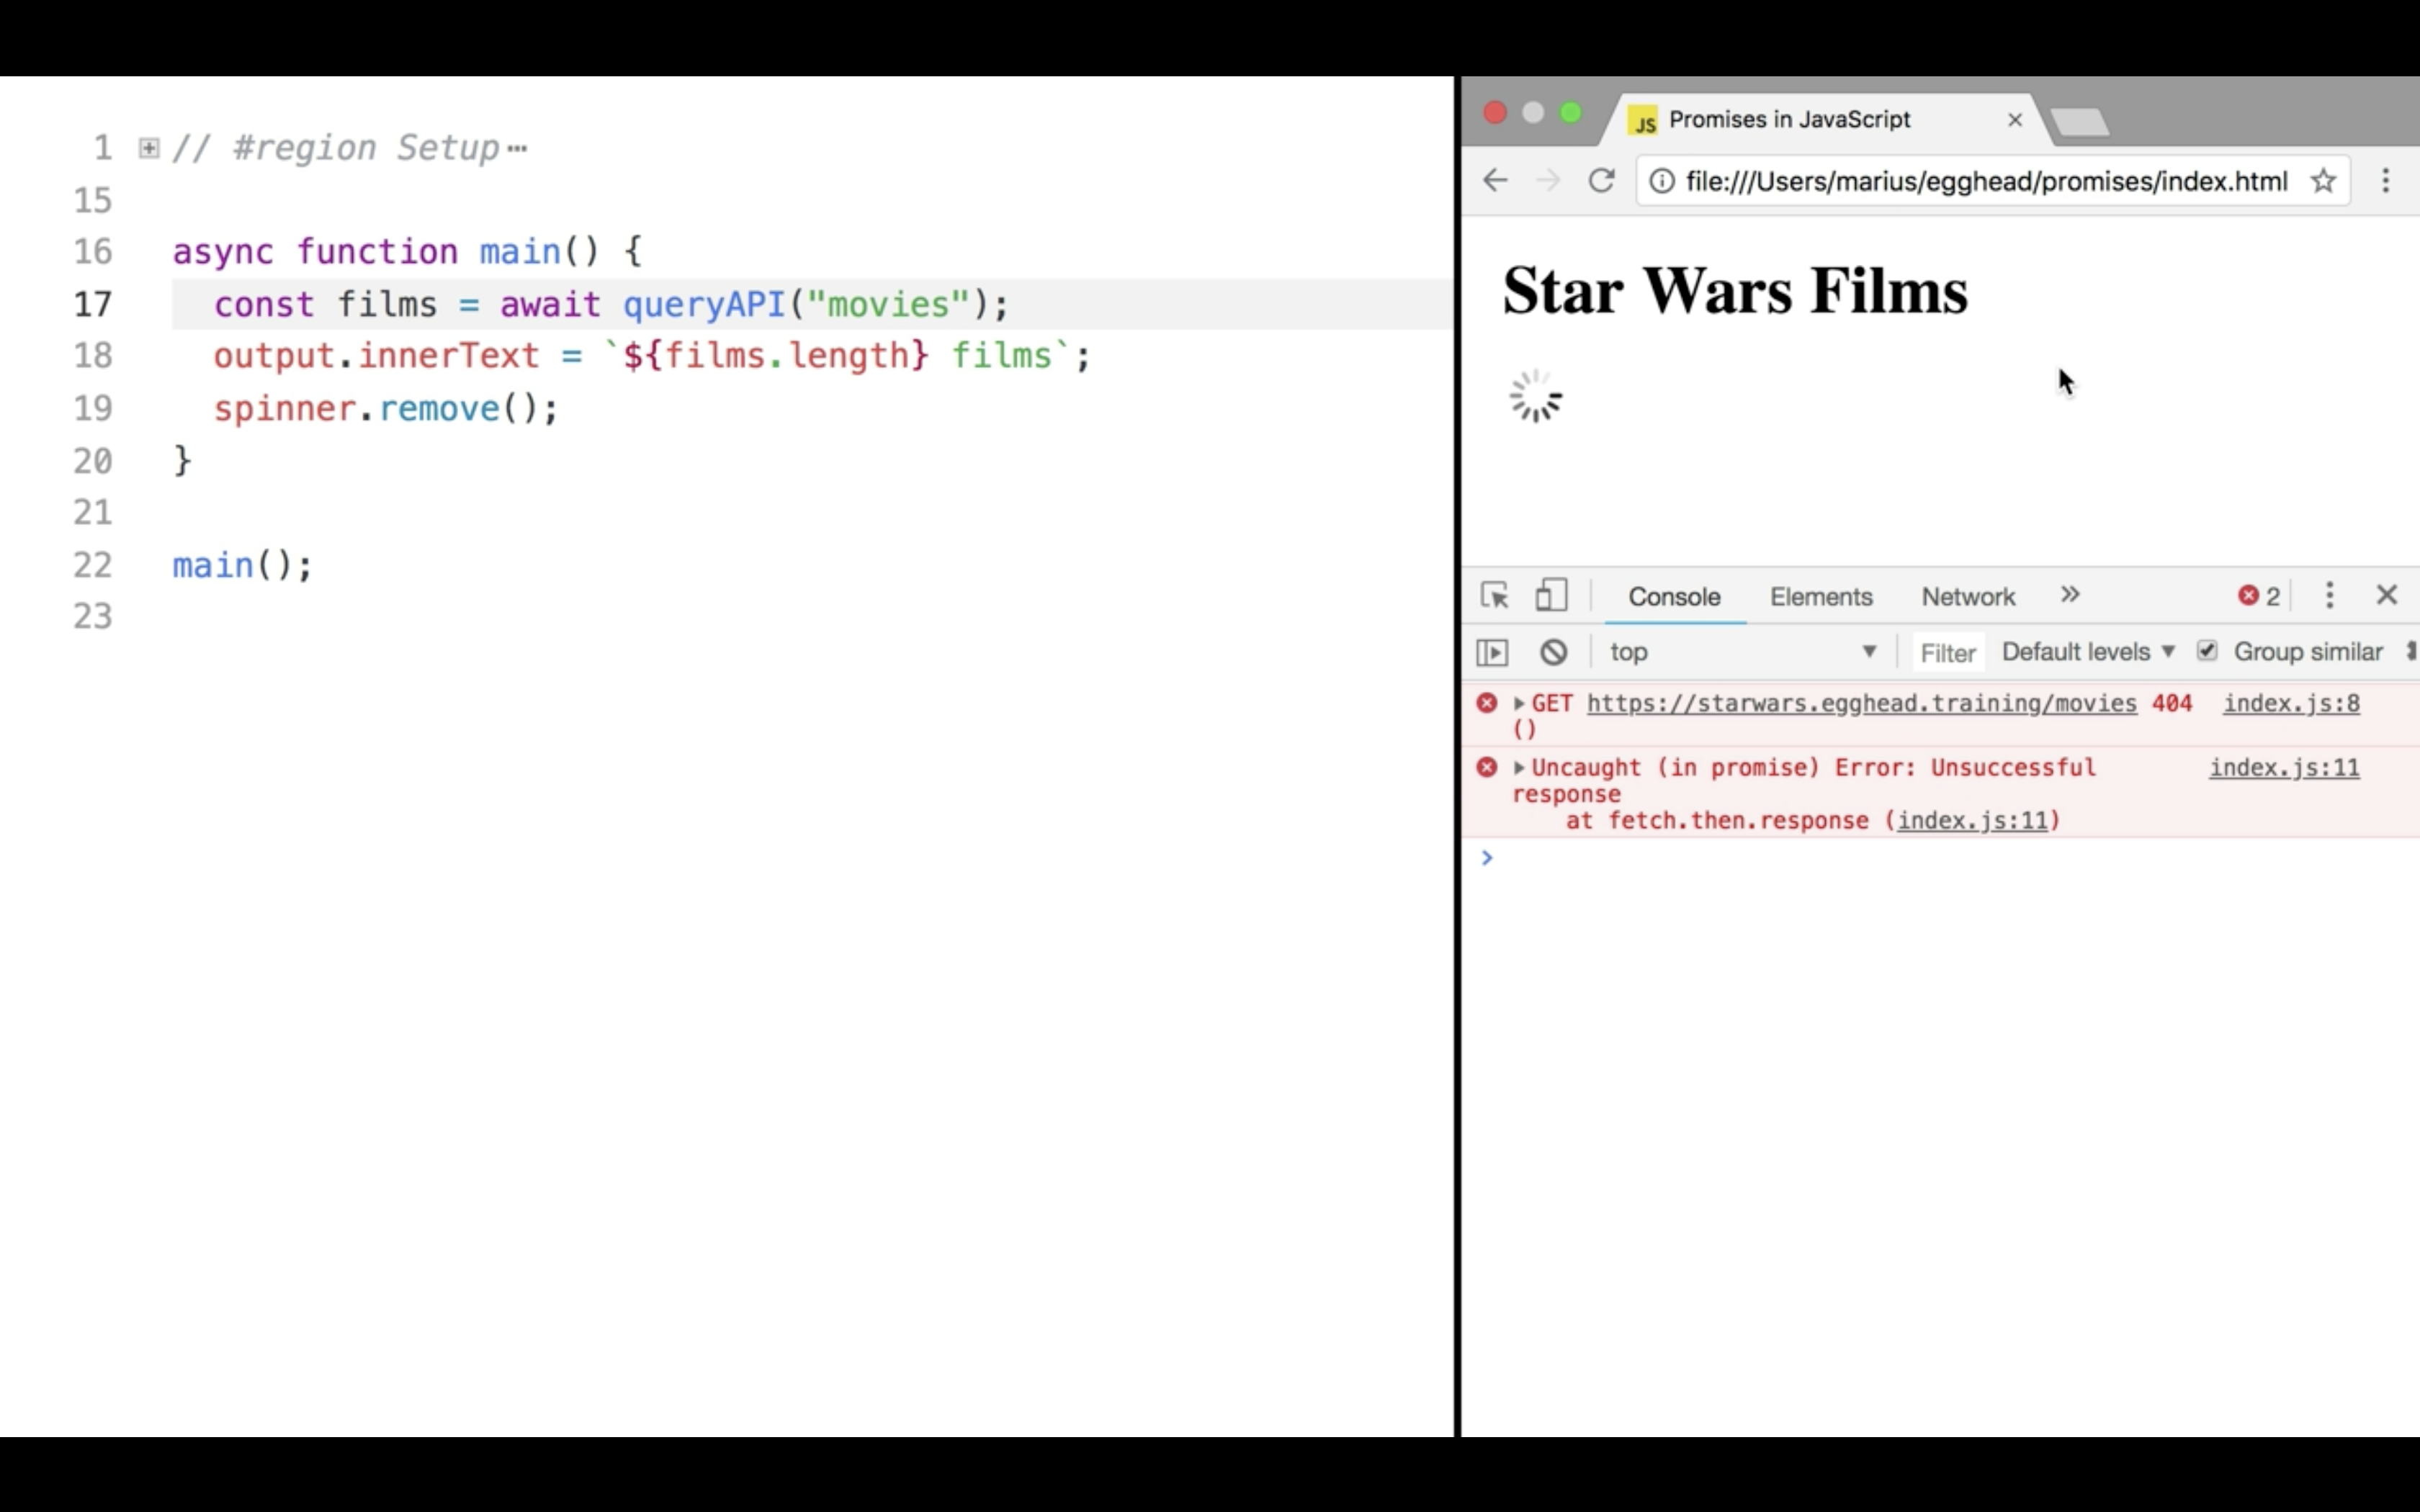 1 // #region Setup⋯
15
16 async function main() {
17 const films = await queryAPI("movies");
18 output.innerText = `${films.length} films`;
19 spinner.remove();
20 }
21
22 main();
23
JS Promises in JavaScript
file:///Users/marius/egghead/promises/index.html
Star Wars Films
Console Elements Network » 2
top Filter Default levels Group similar
GET https://starwars.egghead.training/movies 404 index.js:8
()
Uncaught (in promise) Error: Unsuccessful index.js:11
response
at fetch.then.response (index.js:11)
>